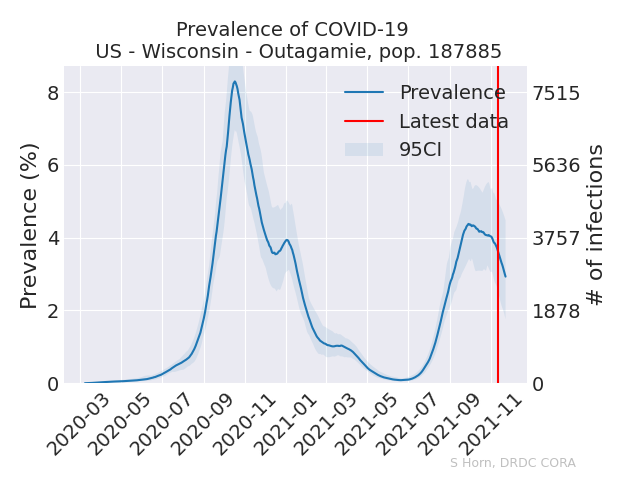 Prevalence of COVID-19
US - Wisconsin - Outagamie, pop. 187885
Prevalence (%)
8
6
4
2
0
Prevalence
Latest data
95CI
7515
5636
3757
1878
0
# of infections
2020-03
2020-05
2020-07
2020-09
2020-11
2021-01
2021-03
2021-05
2021-07
2021-09
2021-11
S Horn, DRDC CORA